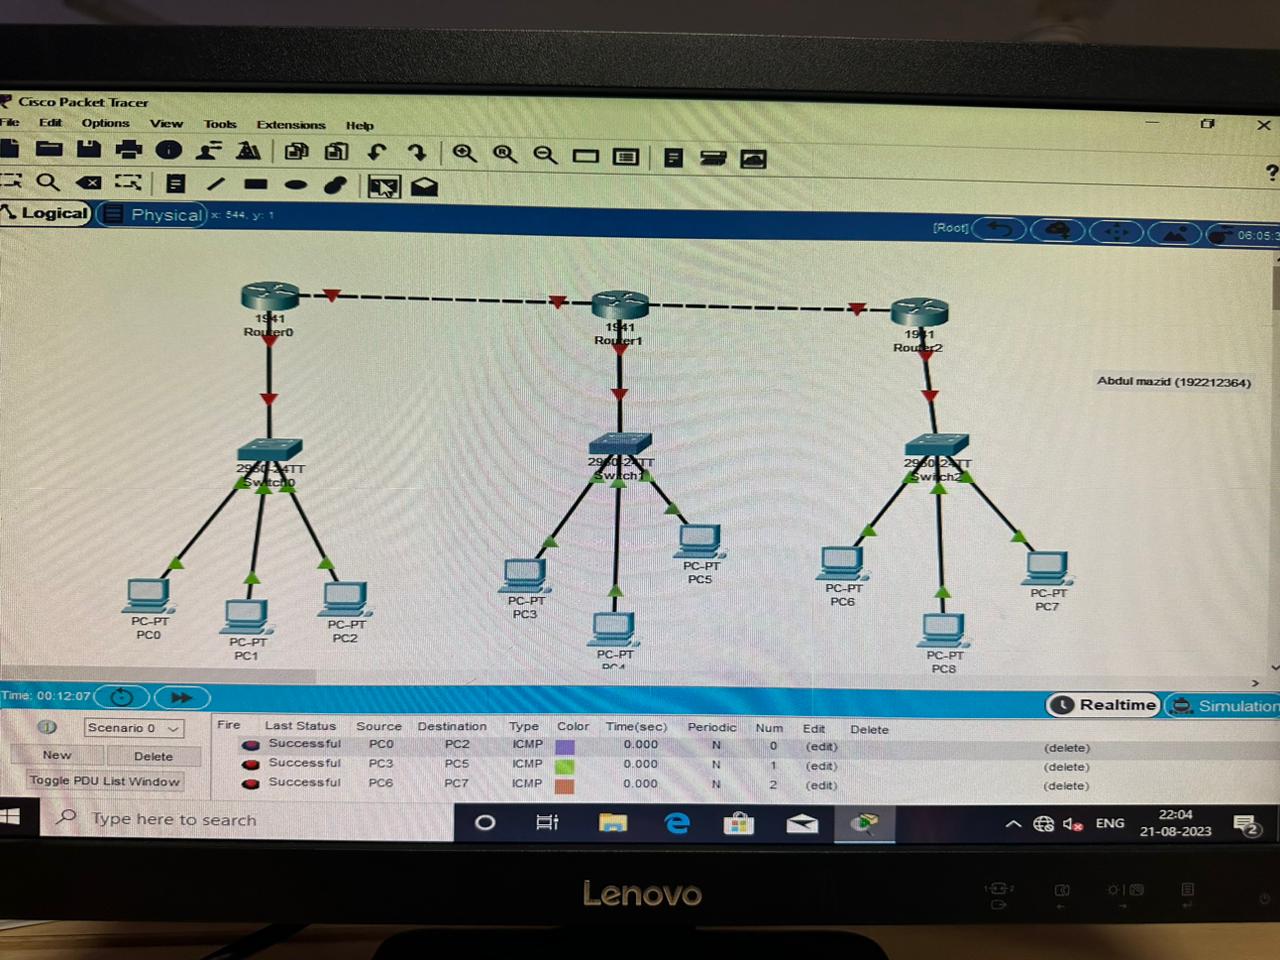 Cisco Packet Tracer
File Edit Options View Tools Extensions Help
?
Logical Physical x: 544, y: 1 [Root] 06:05:3
1941
Router0
1941
Router1
1941
Router2
Abdul mazid (192212364)
2950-24TT
Switch0
2950-24TT
Switch1
2950-24TT
Switch2
PC-PT
PC0
PC-PT
PC1
PC-PT
PC2
PC-PT
PC3
PC-PT
PC4
PC-PT
PC5
PC-PT
PC6
PC-PT
PC8
PC-PT
PC7
Time: 00:12:07 Realtime Simulation
Scenario 0
New Delete
Toggle PDU List Window
Fire Last Status Source Destination Type Color Time(sec) Periodic Num Edit Delete
Successful PC0 PC2 ICMP 0.000 N 0 (edit) (delete)
Successful PC3 PC5 ICMP 0.000 N 1 (edit) (delete)
Successful PC6 PC7 ICMP 0.000 N 2 (edit) (delete)
Type here to search
ENG
22:04
21-08-2023
2
Lenovo